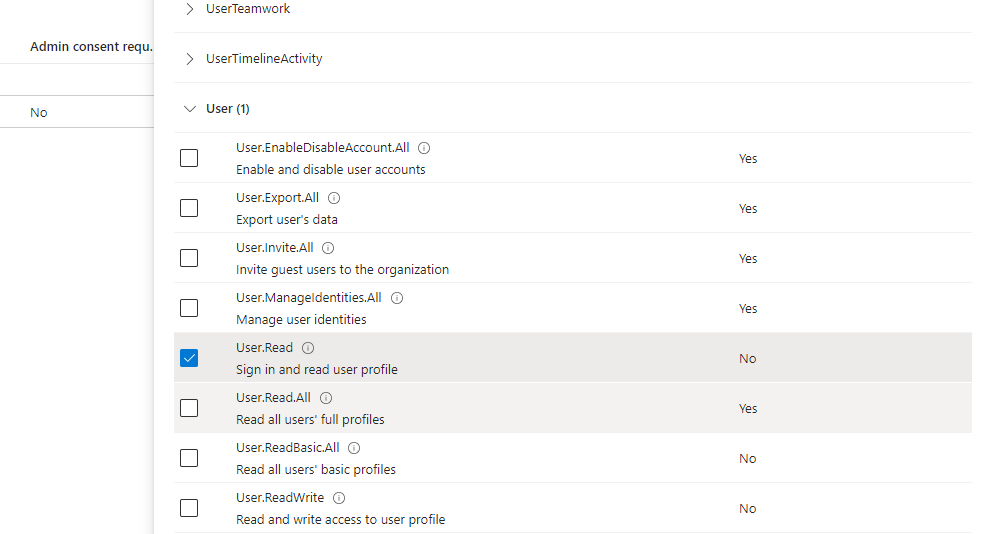 UserTeamwork
Admin consent requ.
UserTimelineActivity
User (1)
No
User.EnableDisableAccount.All
Enable and disable user accounts
Yes
User.Export.All
Export user's data
Yes
User.Invite.All
Invite guest users to the organization
Yes
User.ManageIdentities.All
Manage user identities
Yes
User.Read
Sign in and read user profile
No
User.Read.All
Read all users' full profiles
Yes
User.ReadBasic.All
Read all users' basic profiles
No
User.ReadWrite
Read and write access to user profile
No